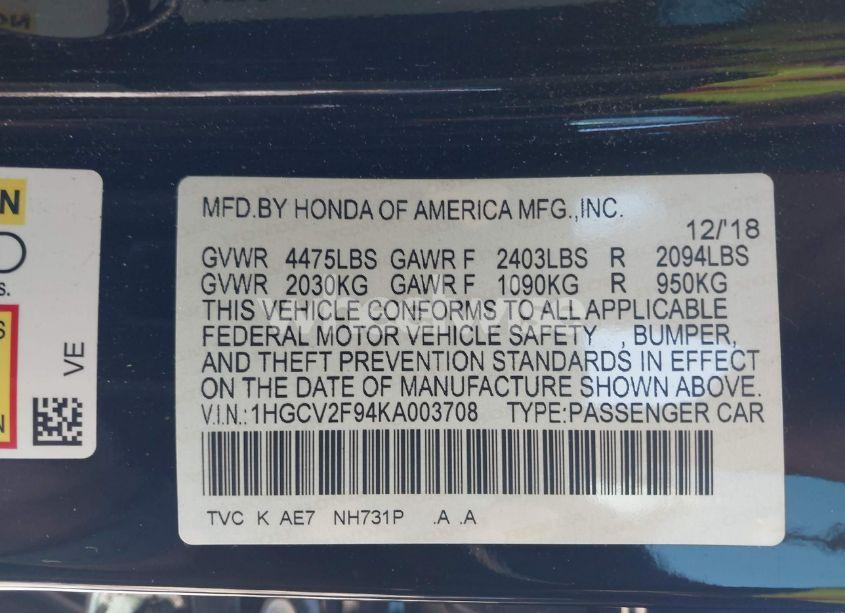 N
s.
S
N
VE
MFD.BY HONDA OF AMERICA MFG.,INC.
12/'18
GVWR 4475LBS GAWR F 2403LBS R 2094LBS
GVWR 2030KG GAWR F 1090KG R 950KG
THIS VEHICLE CONFORMS TO ALL APPLICABLE
FEDERAL MOTOR VEHICLE SAFETY , BUMPER,
AND THEFT PREVENTION STANDARDS IN EFFECT
ON THE DATE OF MANUFACTURE SHOWN ABOVE.
V.I.N.:1HGCV2F94KA003708 TYPE:PASSENGER CAR
TVC K AE7 NH731P .A .A